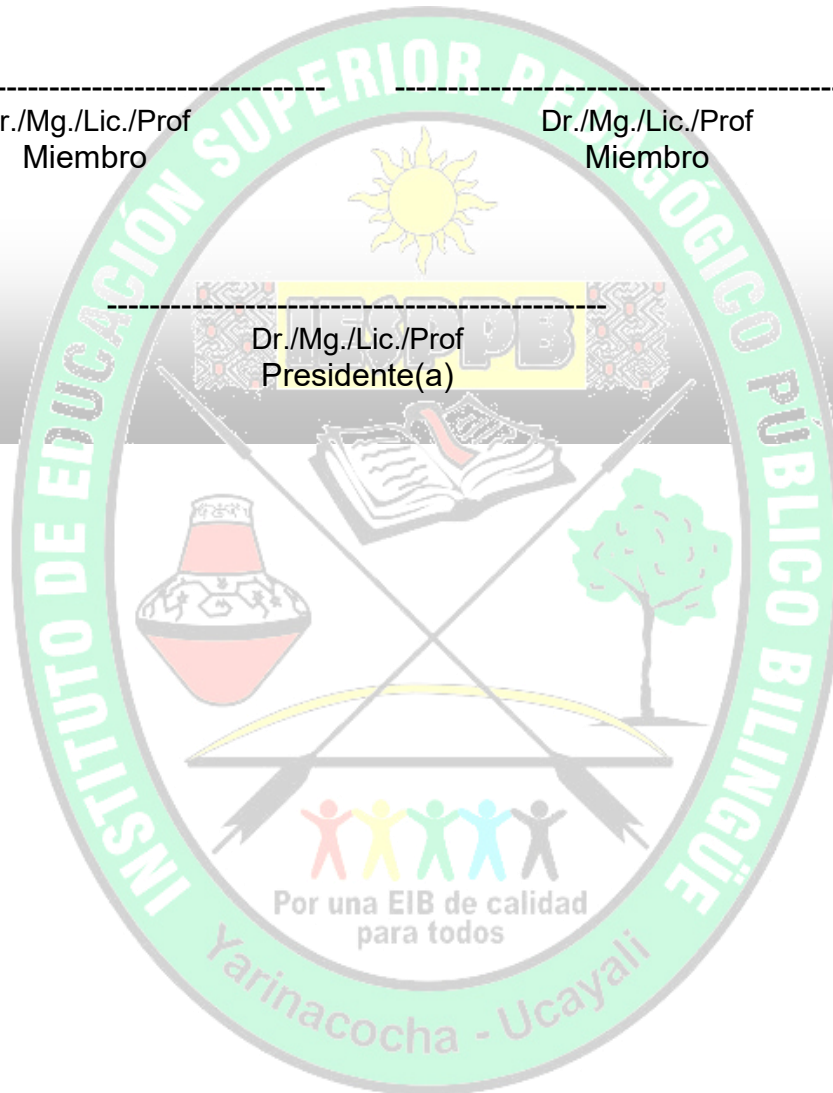 -------------------------------- ----------------------------------------
r./Mg./Lic./Prof Dr./Mg./Lic./Prof
Miembro Miembro
--------------------------------------------
Dr./Mg./Lic./Prof
Presidente(a)
INSTITUTO DE EDUCACIÓN SUPERIOR PEDAGÓGICO PÚBLICO BILINGÜE
IESPPB
Por una EIB de calidad
para todos
Yarinacocha - Ucayali